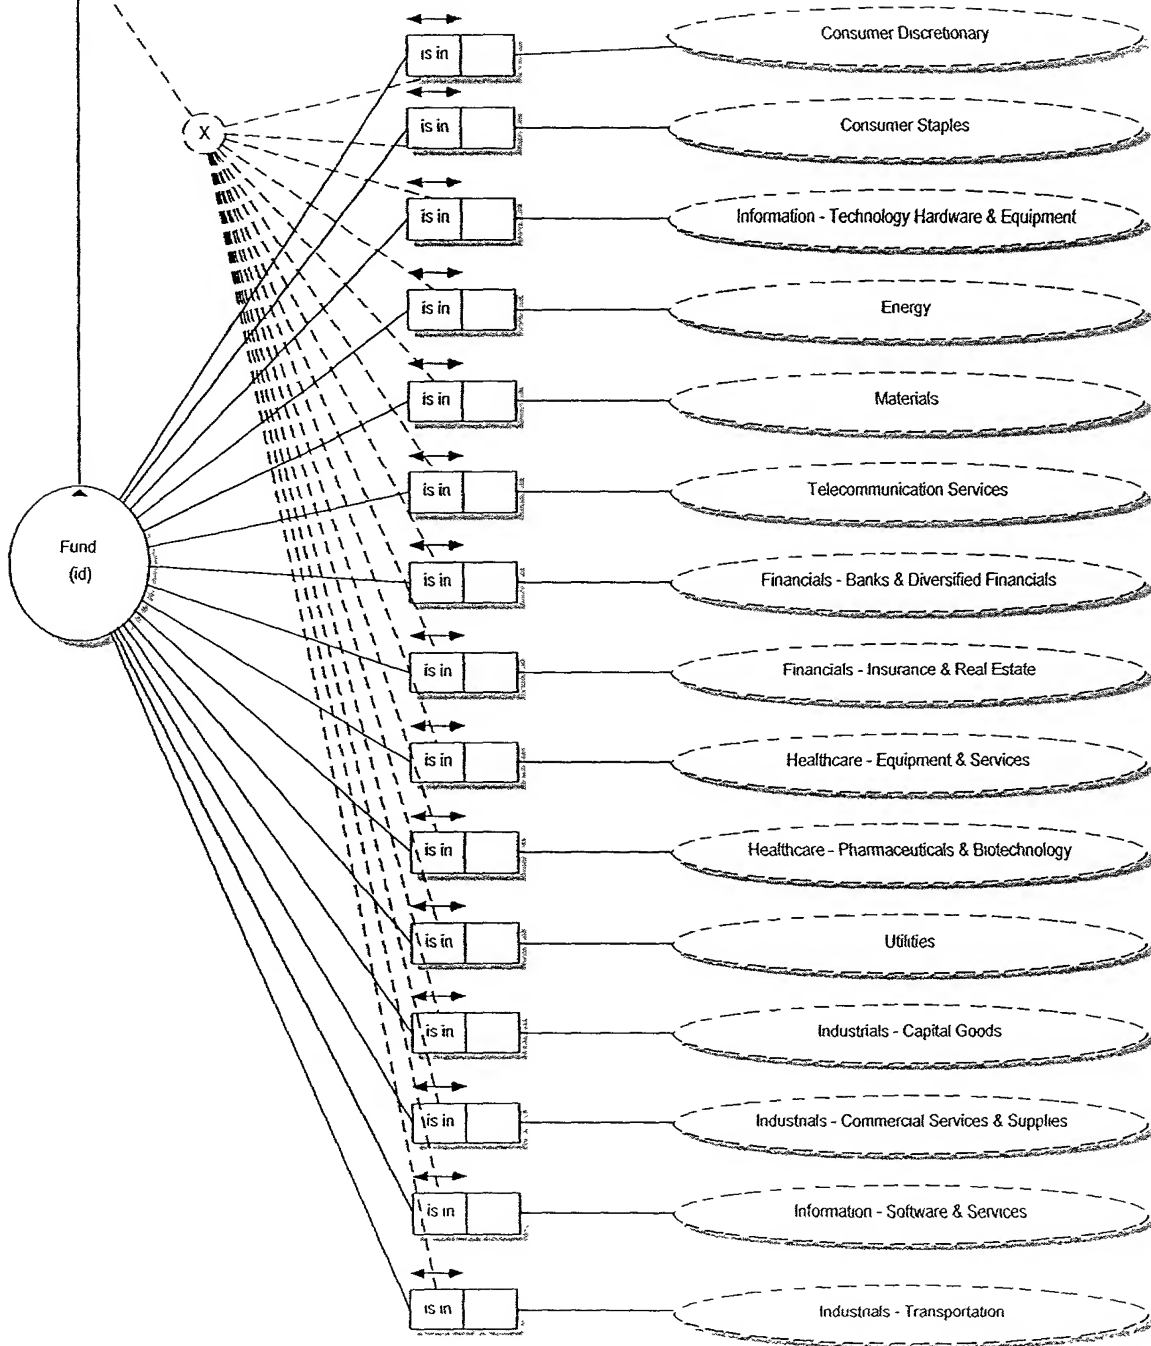 is in
Consumer Discretionary
X
is in
Consumer Staples
is in
Information - Technology Hardware & Equipment
is in
Energy
is in
Materials
is in
Telecommunication Services
Fund
(id)
is in
Financials - Banks & Diversified Financials
is in
Financials - Insurance & Real Estate
is in
Healthcare - Equipment & Services
is in
Healthcare - Pharmaceuticals & Biotechnology
is in
Utilities
is in
Industrials - Capital Goods
is in
Industrials - Commercial Services & Supplies
is in
Information - Software & Services
is in
Industrials - Transportation